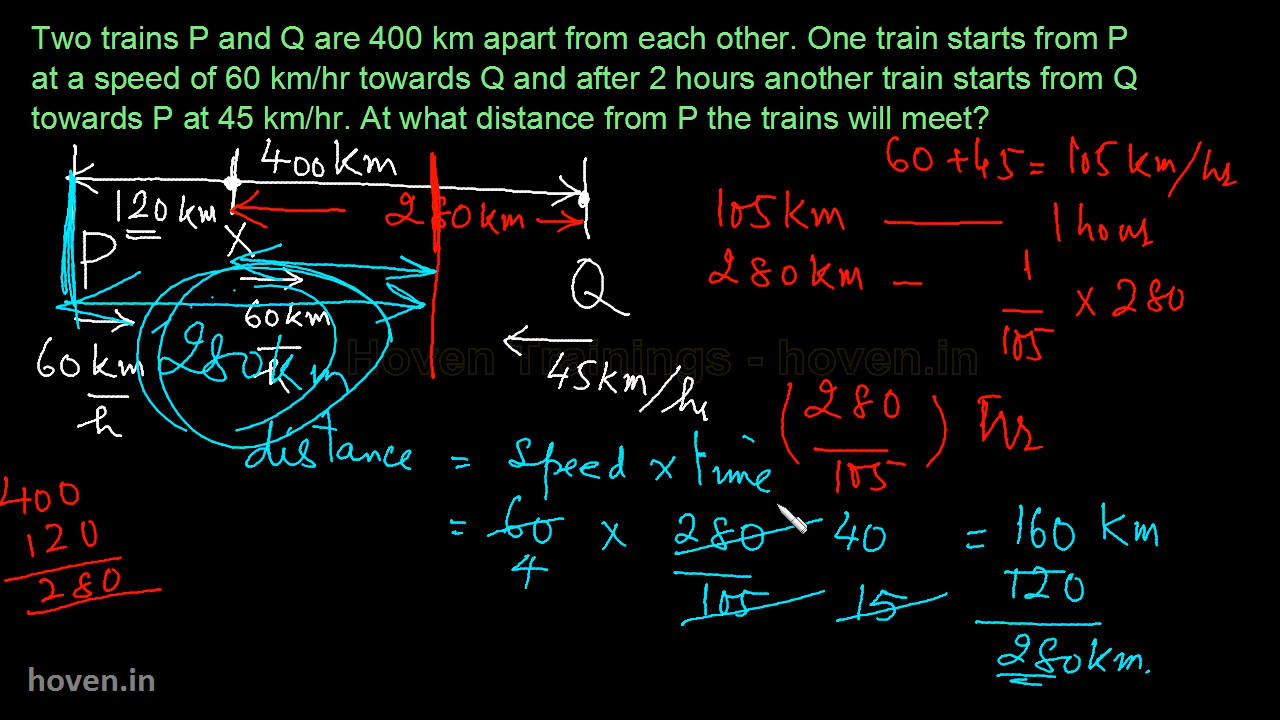 Two trains P and Q are 400 km apart from each other. One train starts from P
at a speed of 60 km/hr towards Q and after 2 hours another train starts from Q
towards P at 45 km/hr. At what distance from P the trains will meet?
400 km
60 + 45 = 105 km/hr
120 km
280 km
105 km — 1 hour
X
P
280 km — 1/105 x 280
Q
60 km/h
60 km/h
280 km
45 km/hr
Hoven Trainings - hoven.in
(280/105) hr
distance = speed x time
= 60 x 280 40 = 160 km
4 105 15 120
280 km.
400
120
280
hoven.in